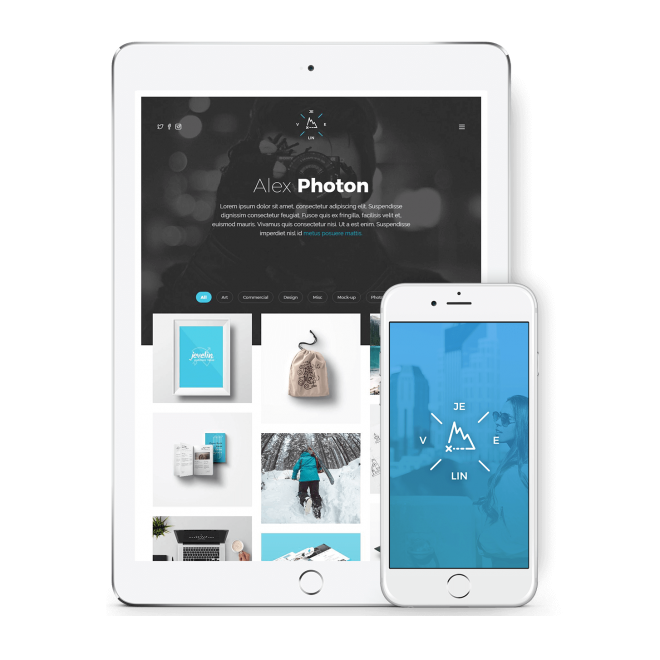 JE
V E
LIN
Alex Photon
Lorem ipsum dolor sit amet, consectetur adipiscing elit. Suspendisse
dignissim consectetur feugiat. Fusce quis ex fringilla, facilisis velit et,
euismod mauris. Vivamus quis consectetur nisi. Ut a est enim. Suspendisse
imperdiet nisl id metus posuere mattis.
All Art Commercial Design Misc Mock-up Photo
javelin
JE
V E
LIN